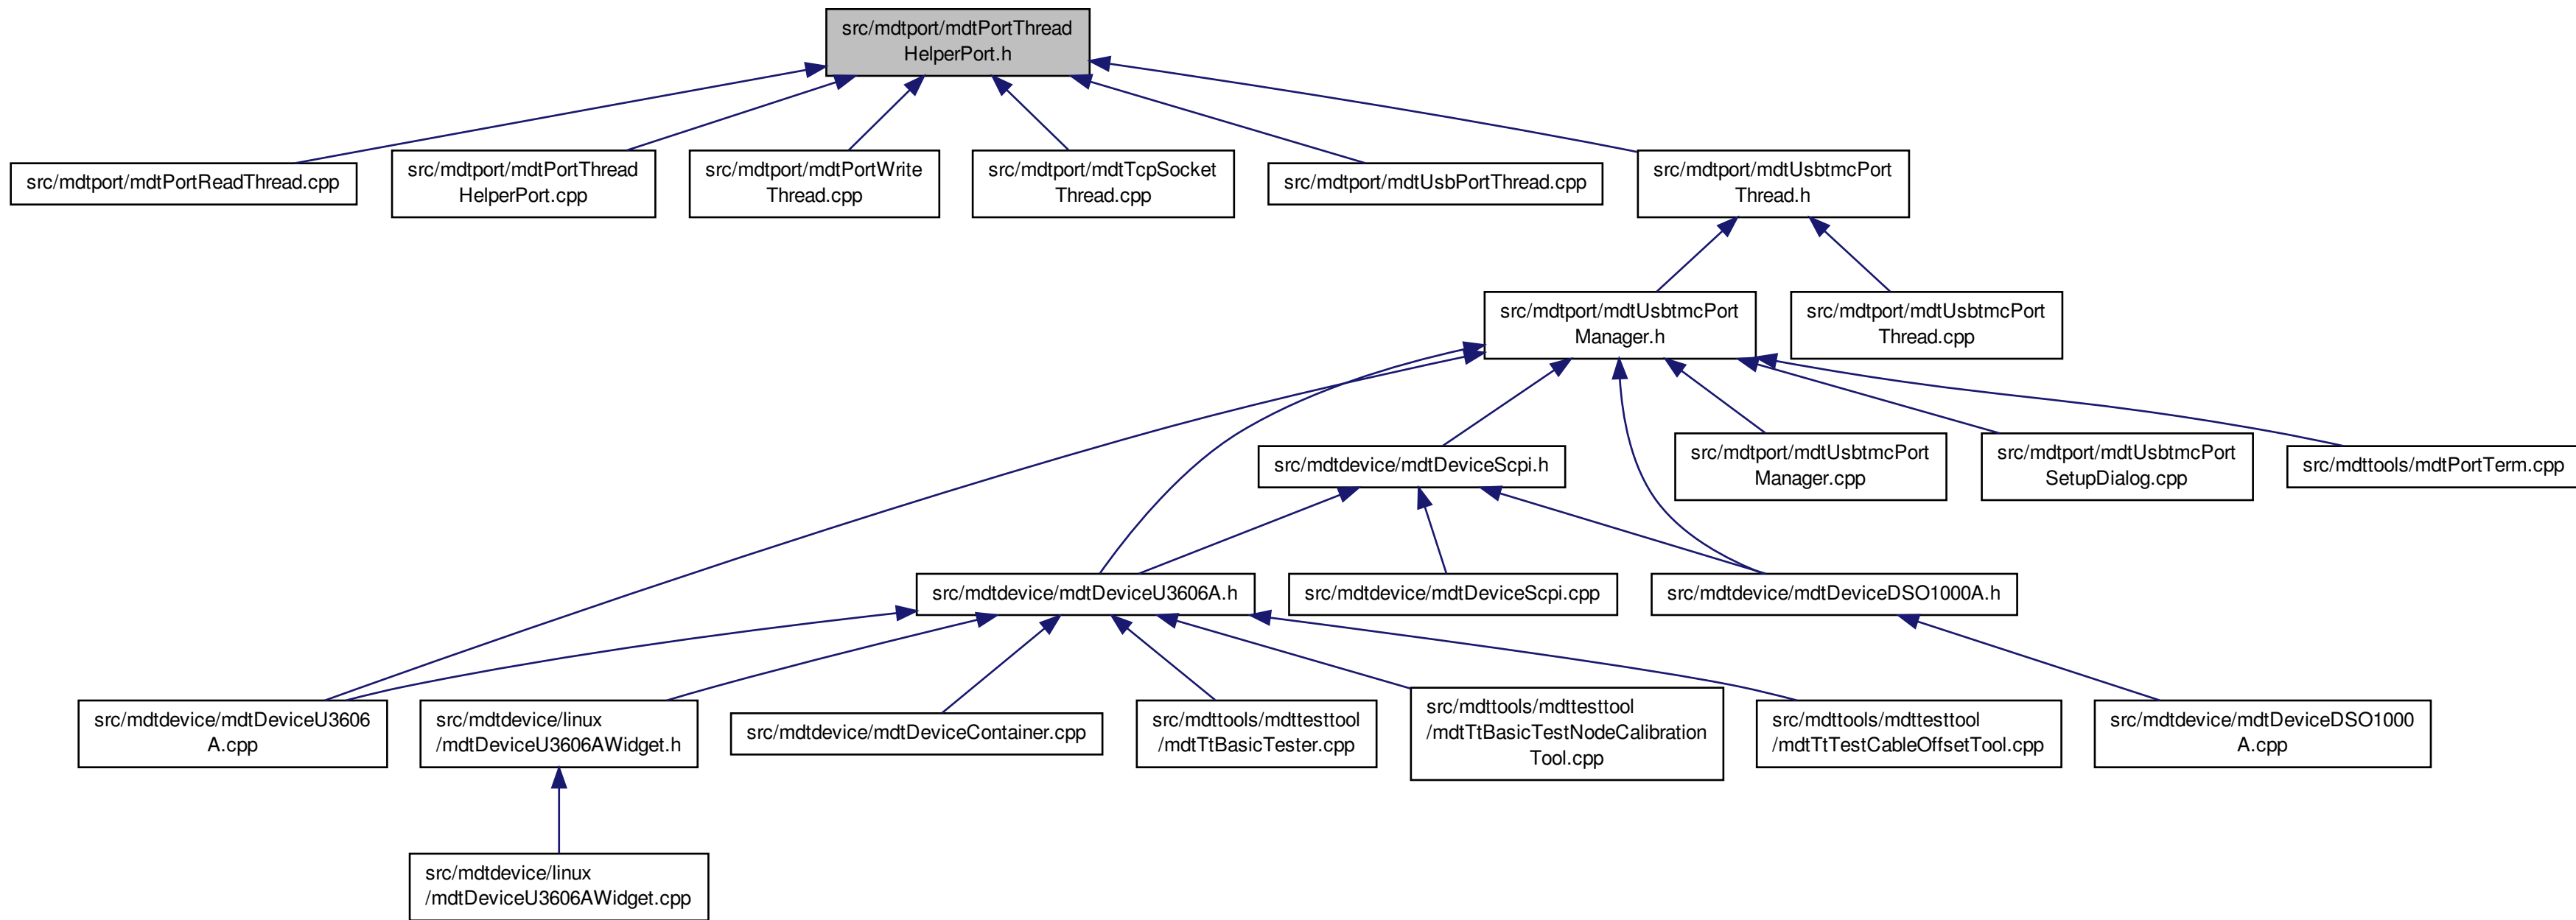 src/mdtport/mdtPortThread
HelperPort.h
src/mdtport/mdtPortReadThread.cpp
src/mdtport/mdtPortThread
HelperPort.cpp
src/mdtport/mdtPortWrite
Thread.cpp
src/mdtport/mdtTcpSocket
Thread.cpp
src/mdtport/mdtUsbPortThread.cpp
src/mdtport/mdtUsbtmcPort
Thread.h
src/mdtport/mdtUsbtmcPort
Manager.h
src/mdtport/mdtUsbtmcPort
Thread.cpp
src/mdtdevice/mdtDeviceScpi.h
src/mdtport/mdtUsbtmcPort
Manager.cpp
src/mdtport/mdtUsbtmcPort
SetupDialog.cpp
src/mdttools/mdtPortTerm.cpp
src/mdtdevice/mdtDeviceU3606A.h
src/mdtdevice/mdtDeviceScpi.cpp
src/mdtdevice/mdtDeviceDSO1000A.h
src/mdtdevice/mdtDeviceU3606
A.cpp
src/mdtdevice/linux
/mdtDeviceU3606AWidget.h
src/mdtdevice/mdtDeviceContainer.cpp
src/mdttools/mdttesttool
/mdtTtBasicTester.cpp
src/mdttools/mdttesttool
/mdtTtBasicTestNodeCalibration
Tool.cpp
src/mdttools/mdttesttool
/mdtTtTestCableOffsetTool.cpp
src/mdtdevice/mdtDeviceDSO1000
A.cpp
src/mdtdevice/linux
/mdtDeviceU3606AWidget.cpp